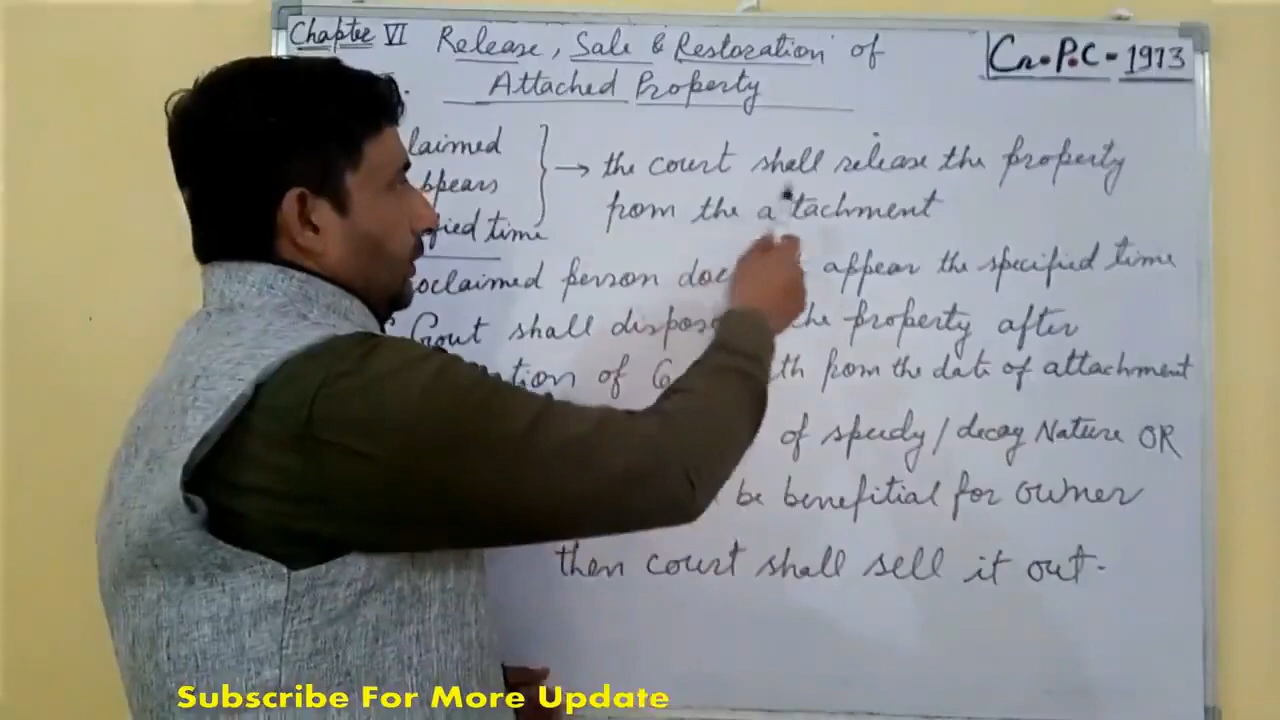 Chapter VI Release, Sale & Restoration of
Cr.P.C - 1973
Attached Property
laimed
ppears
fied time
→ the court shall release the property
from the a tachment
oclaimed person doe appear the specified time
Court shall dispos the property after
tion of 6 th from the date of attachment
of speedy / decay Nature OR
be benefitial for owner
then court shall sell it out.
Subscribe For More Update